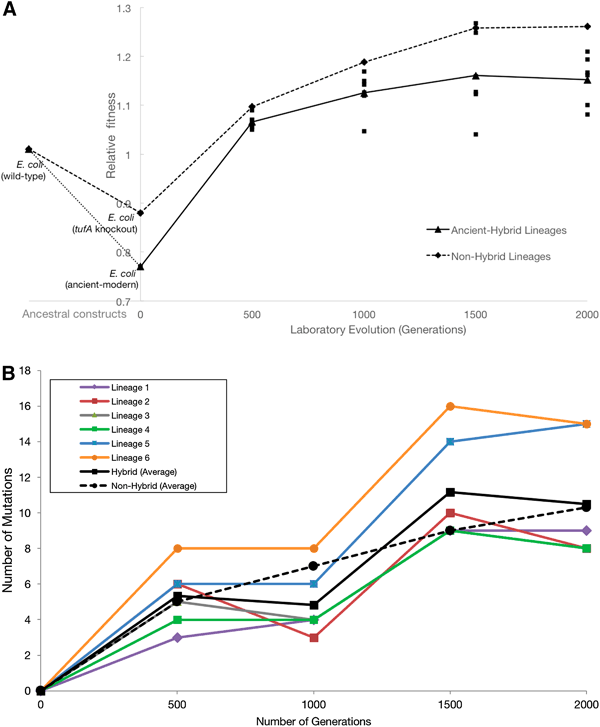 A
Relative fitness
1.3
1.2
1.1
1
0.9
0.8
0.7
E. coli
(wild-type)
E. coli
(tufA knockout)
E. coli
(ancient-modern)
Ancient-Hybrid Lineages
Non-Hybrid Lineages
Ancestral constructs
0
500
1000
1500
2000
Laboratory Evolution (Generations)
B
Number of Mutations
18
16
14
12
10
8
6
4
2
0
Lineage 1
Lineage 2
Lineage 3
Lineage 4
Lineage 5
Lineage 6
Hybrid (Average)
Non-Hybrid (Average)
0
500
1000
1500
2000
Number of Generations